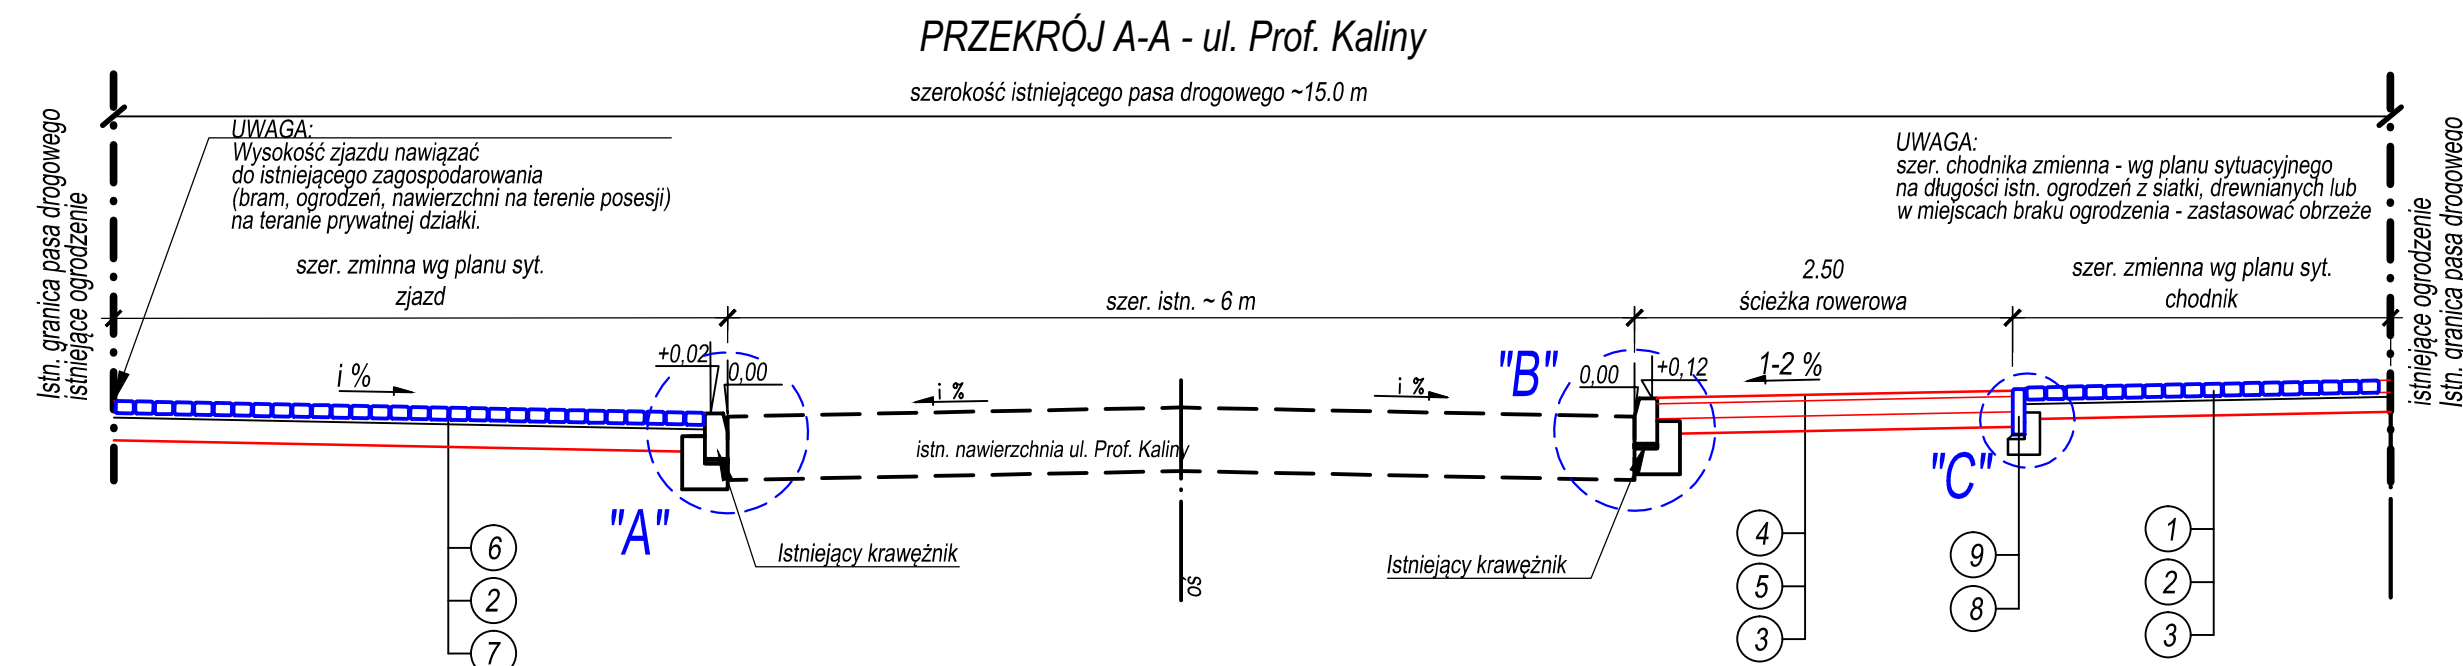 PRZEKRÓJ A-A - ul. Prof. Kaliny
szerokość istniejącego pasa drogowego ~15.0 m
Istn. granica pasa drogowego
istniejące ogrodzenie
UWAGA:
Wysokość zjazdu nawiązać
do istniejącego zagospodarowania
(bram, ogrodzeń, nawierzchni na terenie posesji)
na teranie prywatnej działki.
UWAGA:
szer. chodnika zmienna - wg planu sytuacyjnego
na długości istn. ogrodzeń z siatki, drewnianych lub
w miejscach braku ogrodzenia - zastasować obrzeże
istniejące ogrodzenie
Istn. granica pasa drogowego
szer. zminna wg planu syt.
zjazd
szer. istn. ~ 6 m
2.50
ścieżka rowerowa
szer. zmienna wg planu syt.
chodnik
i %
+0,02
0,00
i %
i %
"B"
0,00
+0,12
1-2 %
istn. nawierzchnia ul. Prof. Kaliny
"A"
"C"
Istniejący krawężnik
Istniejący krawężnik
oś
6
2
7
4
5
3
9
8
1
2
3